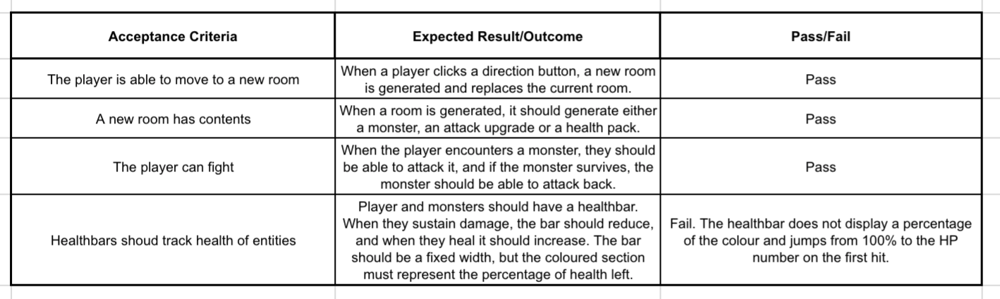 Acceptance Criteria
Expected Result/Outcome
Pass/Fail
The player is able to move to a new room
When a player clicks a direction button, a new room
is generated and replaces the current room.
Pass
A new room has contents
When a room is generated, it should generate either
a monster, an attack upgrade or a health pack.
Pass
The player can fight
When the player encounters a monster, they should
be able to attack it, and if the monster survives, the
monster should be able to attack back.
Pass
Healthbars shoud track health of entities
Player and monsters should have a healthbar.
When they sustain damage, the bar should reduce,
and when they heal it should increase. The bar
should be a fixed width, but the coloured section
must represent the percentage of health left.
Fail. The healthbar does not display a percentage
of the colour and jumps from 100% to the HP
number on the first hit.